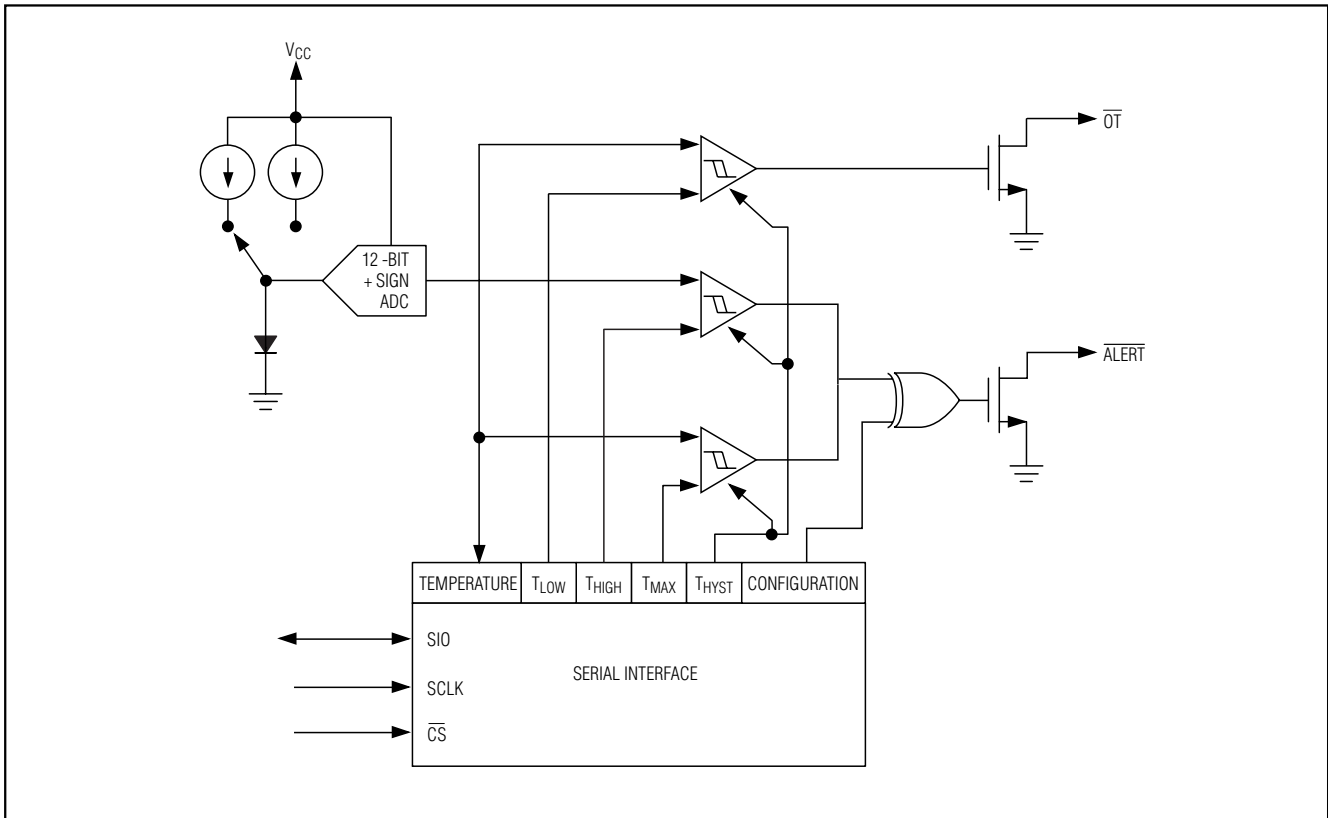 VCC
OT
12 -BIT
+ SIGN
ADC
ALERT
TEMPERATURE TLOW THIGH TMAX THYST CONFIGURATION
SIO
SERIAL INTERFACE
SCLK
CS